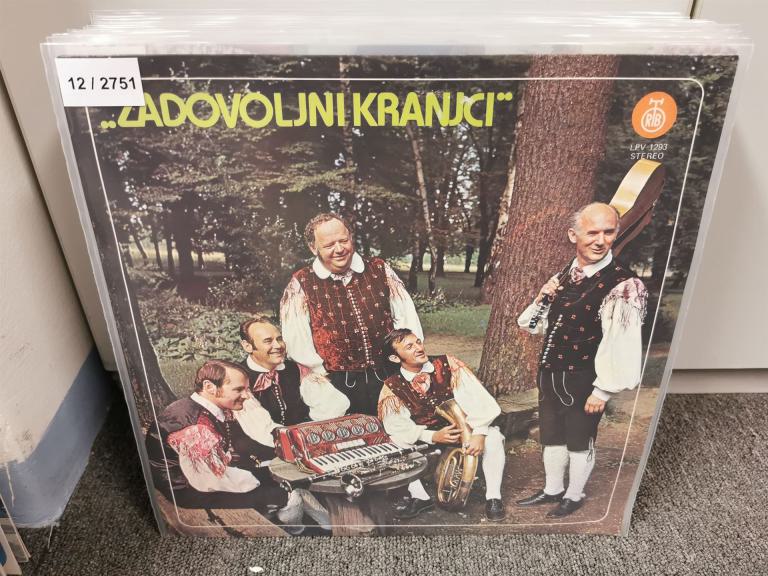 12 / 2751
„ZADOVOLJNI KRANJCI"
RTB
LPV-1293
STEREO